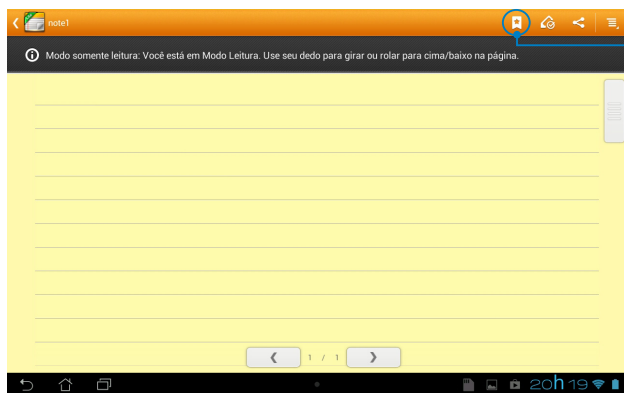 note1
Modo somente leitura: Você está em Modo Leitura. Use seu dedo para girar ou rolar para cima/baixo na página.
1 / 1
20h19